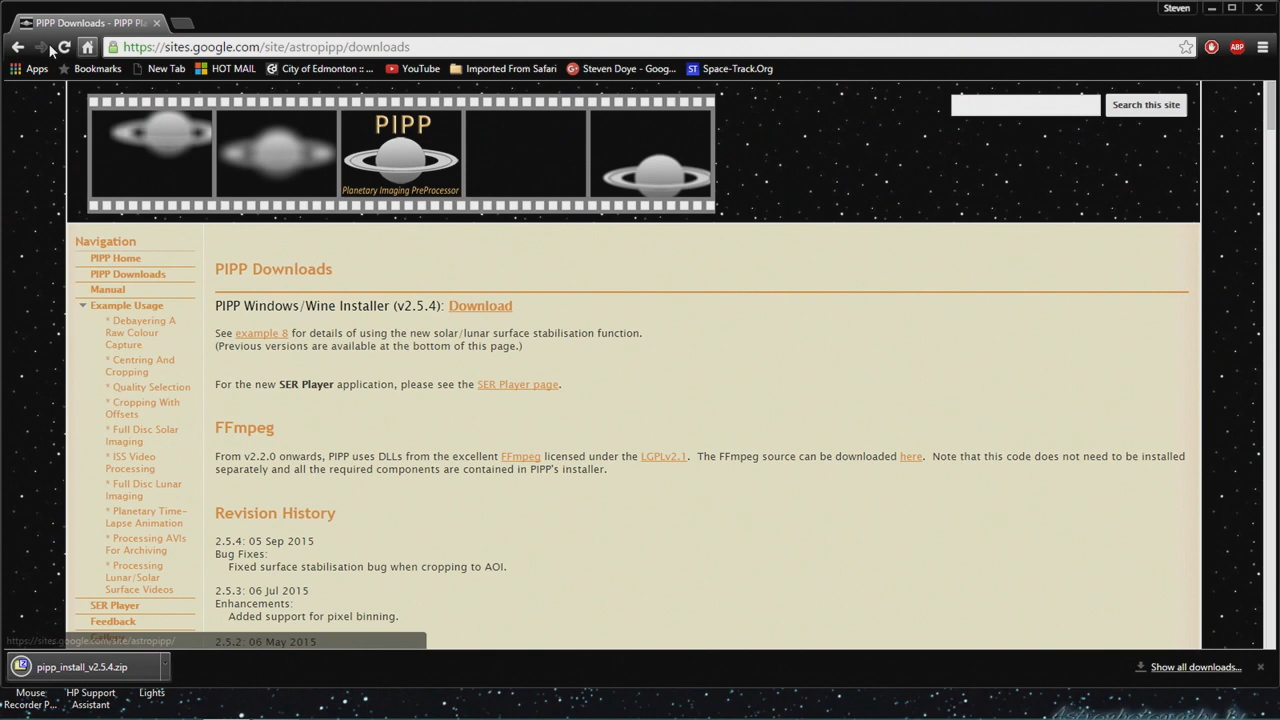 Steven
PIPP Downloads - PIPP Pla
https://sites.google.com/site/astropipp/downloads
ABP
Apps Bookmarks New Tab HOT MAIL City of Edmonton :: ... YouTube Imported From Safari Steven Doye - Goog... ST Space-Track.Org
PIPP
Planetary Imaging PreProcessor
Search this site
Navigation
PIPP Home
PIPP Downloads
Manual
Example Usage
* Debayering A
Raw Colour
Capture
* Centring And
Cropping
* Quality Selection
* Cropping With
Offsets
* Full Disc Solar
Imaging
* ISS Video
Processing
* Full Disc Lunar
Imaging
* Planetary Time-
Lapse Animation
* Processing AVIs
For Archiving
* Processing
Lunar/Solar
Surface Videos
SER Player
Feedback
PIPP Downloads
PIPP Windows/Wine Installer (v2.5.4): Download
See example 8 for details of using the new solar/lunar surface stabilisation function.
(Previous versions are available at the bottom of this page.)
For the new SER Player application, please see the SER Player page.
FFmpeg
From v2.2.0 onwards, PIPP uses DLLs from the excellent FFmpeg licensed under the LGPLv2.1. The FFmpeg source can be downloaded here. Note that this code does not need to be installed
separately and all the required components are contained in PIPP's installer.
Revision History
2.5.4: 05 Sep 2015
Bug Fixes:
Fixed surface stabilisation bug when cropping to AOI.
2.5.3: 06 Jul 2015
Enhancements:
Added support for pixel binning.
2.5.2: 06 May 2015
https://sites.google.com/site/astropipp/
pipp_install_v2.5.4.zip
Show all downloads...
Mouse
Recorder P...
HP Support
Assistant
Lights